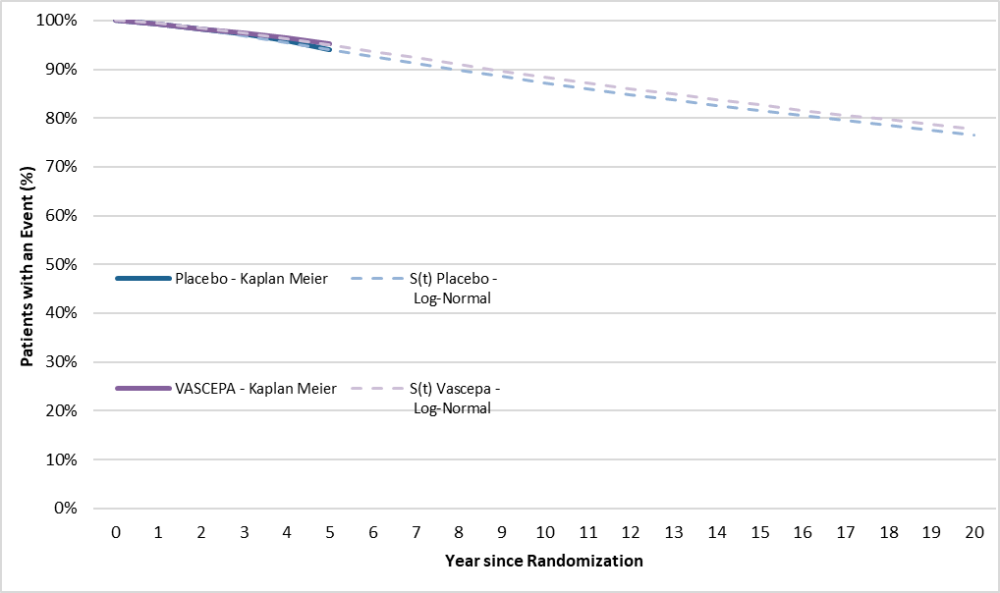 100%
90%
80%
70%
60%
50%
40%
30%
20%
10%
0%
Patients with an Event (%)
Placebo - Kaplan Meier
S(t) Placebo -
Log-Normal
VASCEPA - Kaplan Meier
S(t) Vascepa -
Log-Normal
0 1 2 3 4 5 6 7 8 9 10 11 12 13 14 15 16 17 18 19 20
Year since Randomization